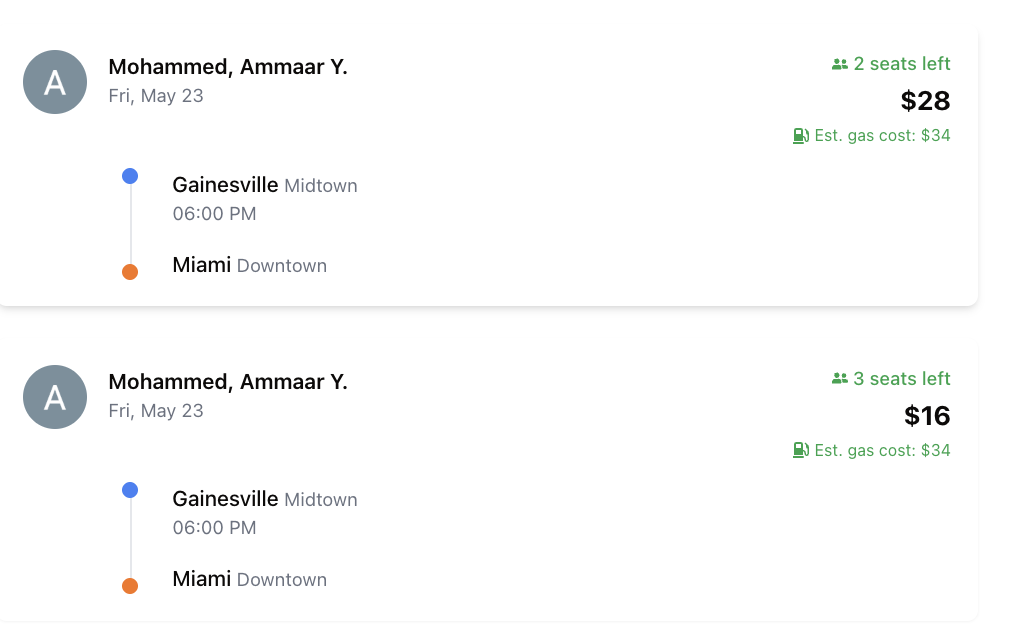 A
Mohammed, Ammaar Y.
Fri, May 23
2 seats left
$28
Est. gas cost: $34
Gainesville Midtown
06:00 PM
Miami Downtown
A
Mohammed, Ammaar Y.
Fri, May 23
3 seats left
$16
Est. gas cost: $34
Gainesville Midtown
06:00 PM
Miami Downtown